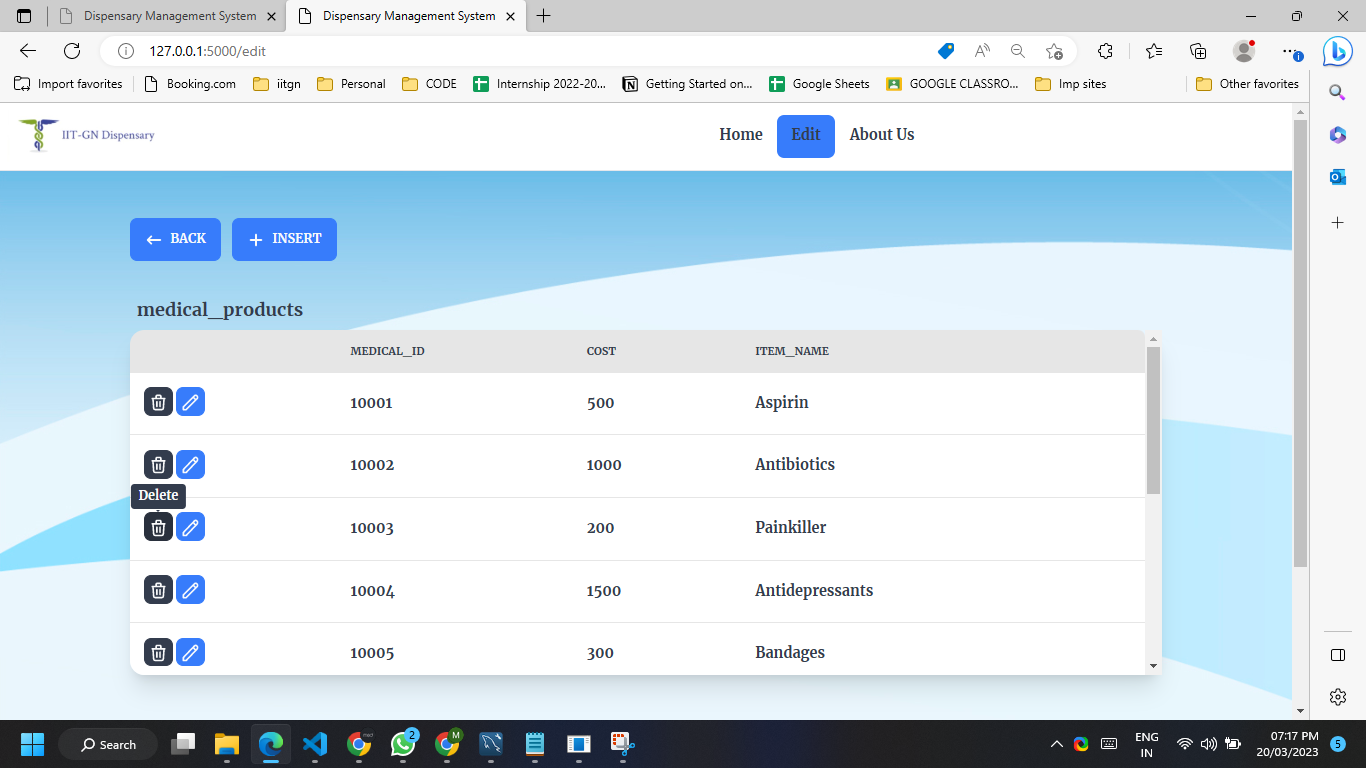 Dispensary Management System
Dispensary Management System
127.0.0.1:5000/edit
Import favorites
Booking.com
iitgn
Personal
CODE
Internship 2022-20...
Getting Started on...
Google Sheets
GOOGLE CLASSRO...
Imp sites
Other favorites
IIT-GN Dispensary
Home
Edit
About Us
BACK
INSERT
medical_products
MEDICAL_ID COST ITEM_NAME
10001 500 Aspirin
10002 1000 Antibiotics
Delete
10003 200 Painkiller
10004 1500 Antidepressants
10005 300 Bandages
Search
med
2
M
ENG
IN
07:17 PM
20/03/2023
5